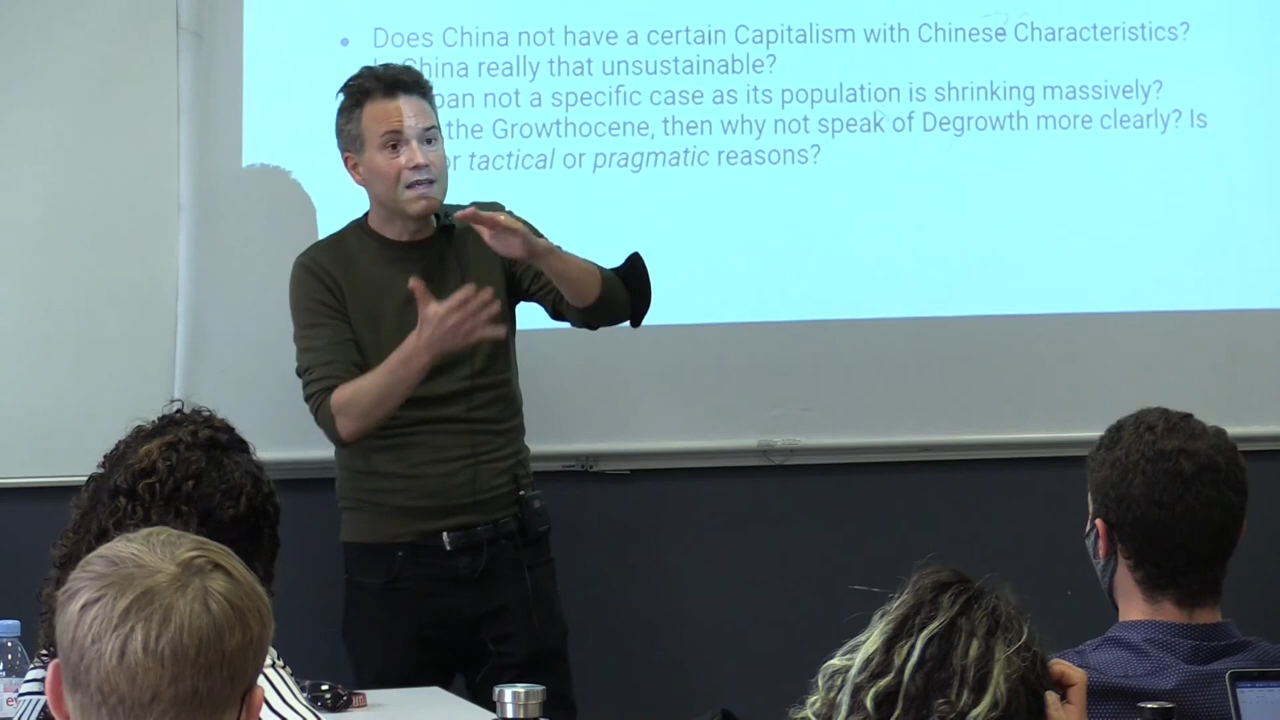 Does China not have a certain Capitalism with Chinese Characteristics?
China really that unsustainable?
not a specific case as its population is shrinking massively?
the Growthocene, then why not speak of Degrowth more clearly? Is
tactical or pragmatic reasons?